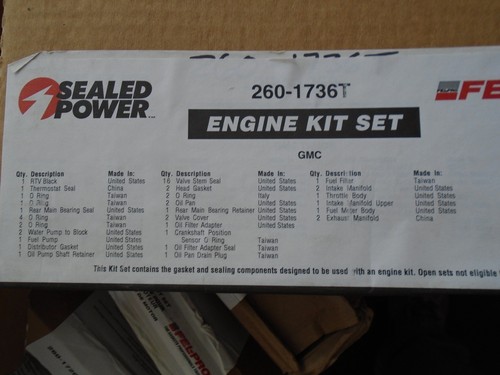 SEALED POWER
260-1736T
FEL
ENGINE KIT SET
GMC
Qty. Description Made In: Qty. Description Made In: Qty. Description Made In:
1 RTV Black United States 16 Valve Stem Seal United States 1 Fuel Filter Taiwan
1 Thermostat Seal China 2 Head Gasket United States 2 Intake Manifold United States
1 O Ring Taiwan 2 O Ring Italy 1 Throttle Body United States
1 O Ring Taiwan 2 Oil Pan United States 1 Intake Manifold Upper United States
1 Rear Main Bearing Seal United States 1 Rear Main Bearing Retainer United States 1 Fuel Meter Body United States
4 O Ring Taiwan 2 Valve Cover United States 2 Exhaust Manifold China
2 O Ring Taiwan 1 Oil Filter Adapter United States
2 Water Pump to Block United States 1 Crankshaft Position
1 Fuel Pump United States Sensor O Ring Taiwan
1 Distributor Gasket United States 1 Oil Filter Adapter Seal Taiwan
1 Oil Pump Shaft Retainer United States 1 Oil Pan Drain Plug Taiwan
This Kit Set contains the gasket and sealing components designed to be used with an engine kit. Open sets not eligible
FEL-PRO